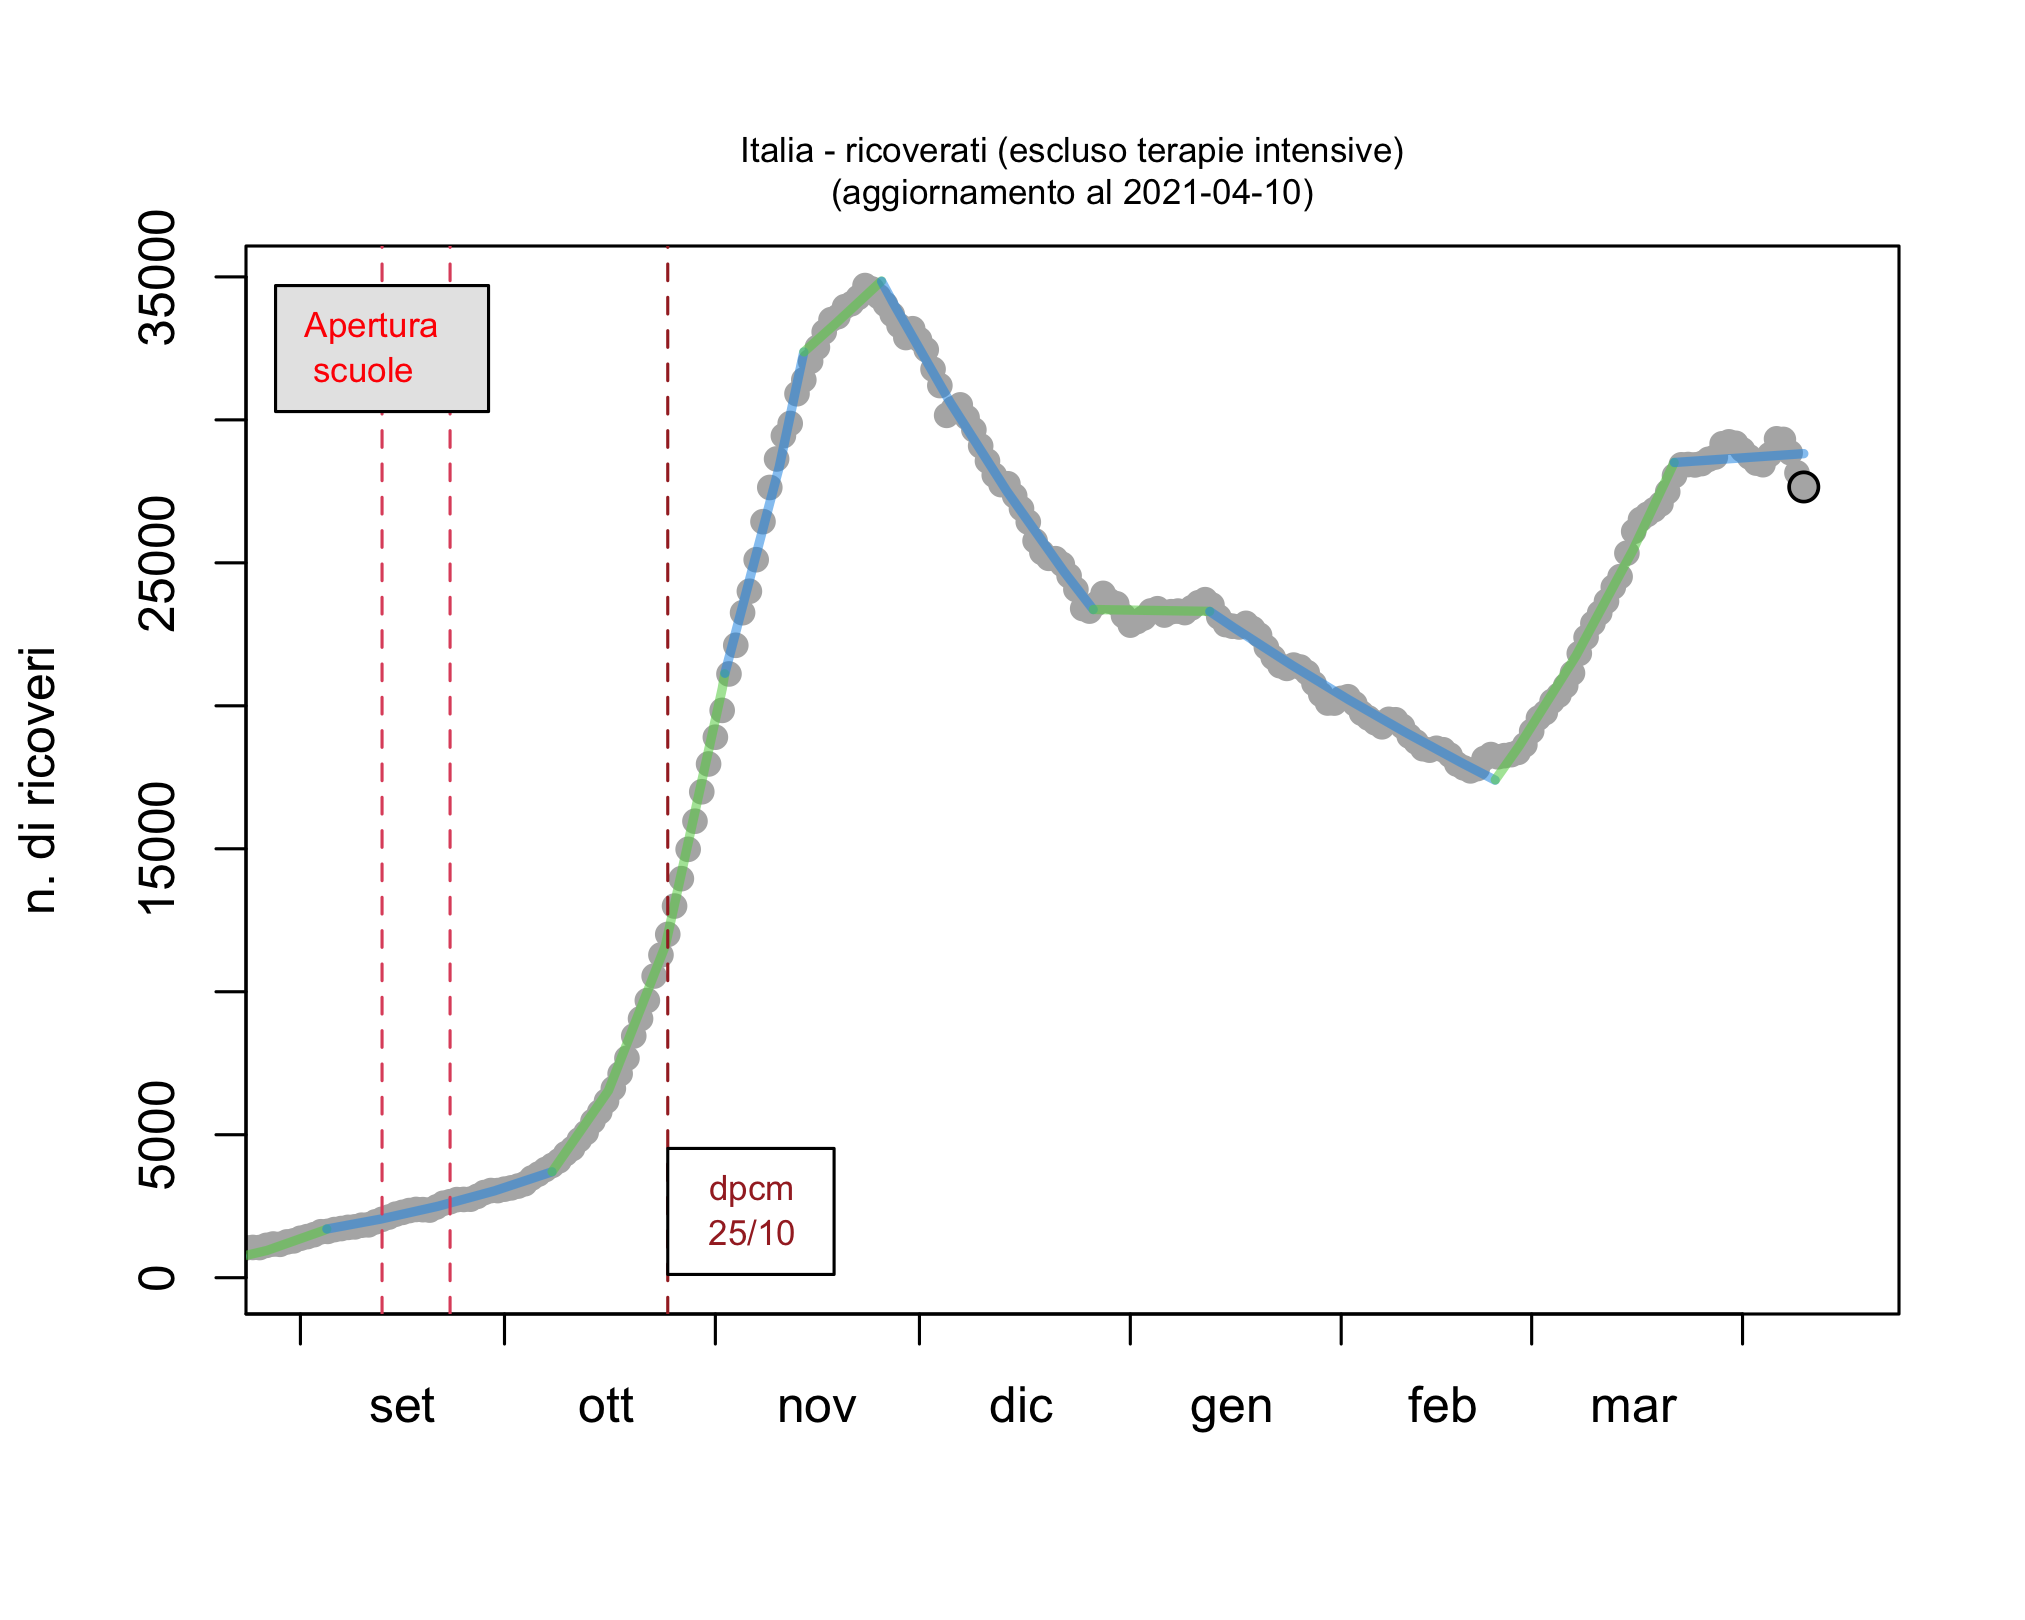 Italia - ricoverati (escluso terapie intensive)
(aggiornamento al 2021-04-10)
n. di ricoveri
35000
25000
15000
5000
0
Apertura
scuole
dpcm
25/10
set
ott
nov
dic
gen
feb
mar